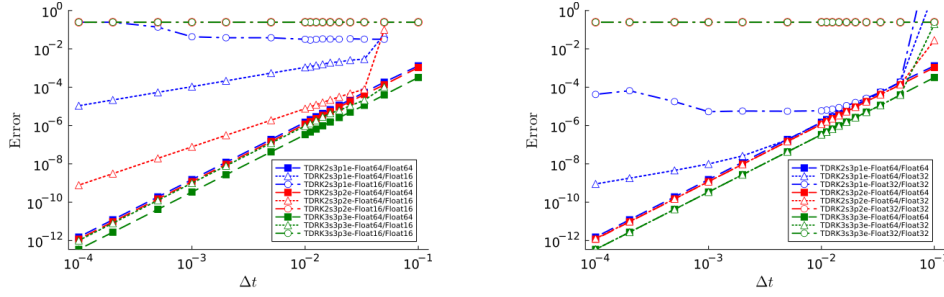 10⁰
10⁻²
10⁻⁴
10⁻⁶
10⁻⁸
10⁻¹⁰
10⁻¹²
Eŕror
TDRK2s3p1e-Float64/Float64
TDRK2s3p1e-Float64/Float16
TDRK2s3p1e-Float16/Float16
TDRK2s3p2e-Float64/Float64
TDRK2s3p2e-Float64/Float16
TDRK2s3p2e-Float16/Float16
TDRK3s3p3e-Float64/Float64
TDRK3s3p3e-Float64/Float16
TDRK3s3p3e-Float16/Float16
10⁻⁴ 10⁻³ 10⁻² 10⁻¹
Δt
10⁰
10⁻²
10⁻⁴
10⁻⁶
10⁻⁸
10⁻¹⁰
10⁻¹²
Error
TDRK2s3p1e-Float64/Float64
TDRK2s3p1e-Float64/Float32
TDRK2s3p1e-Float32/Float32
TDRK2s3p2e-Float64/Float64
TDRK2s3p2e-Float64/Float32
TDRK2s3p2e-Float32/Float32
TDRK3s3p3e-Float64/Float64
TDRK3s3p3e-Float64/Float32
TDRK3s3p3e-Float32/Float32
10⁻⁴ 10⁻³ 10⁻² 10⁻¹
Δt